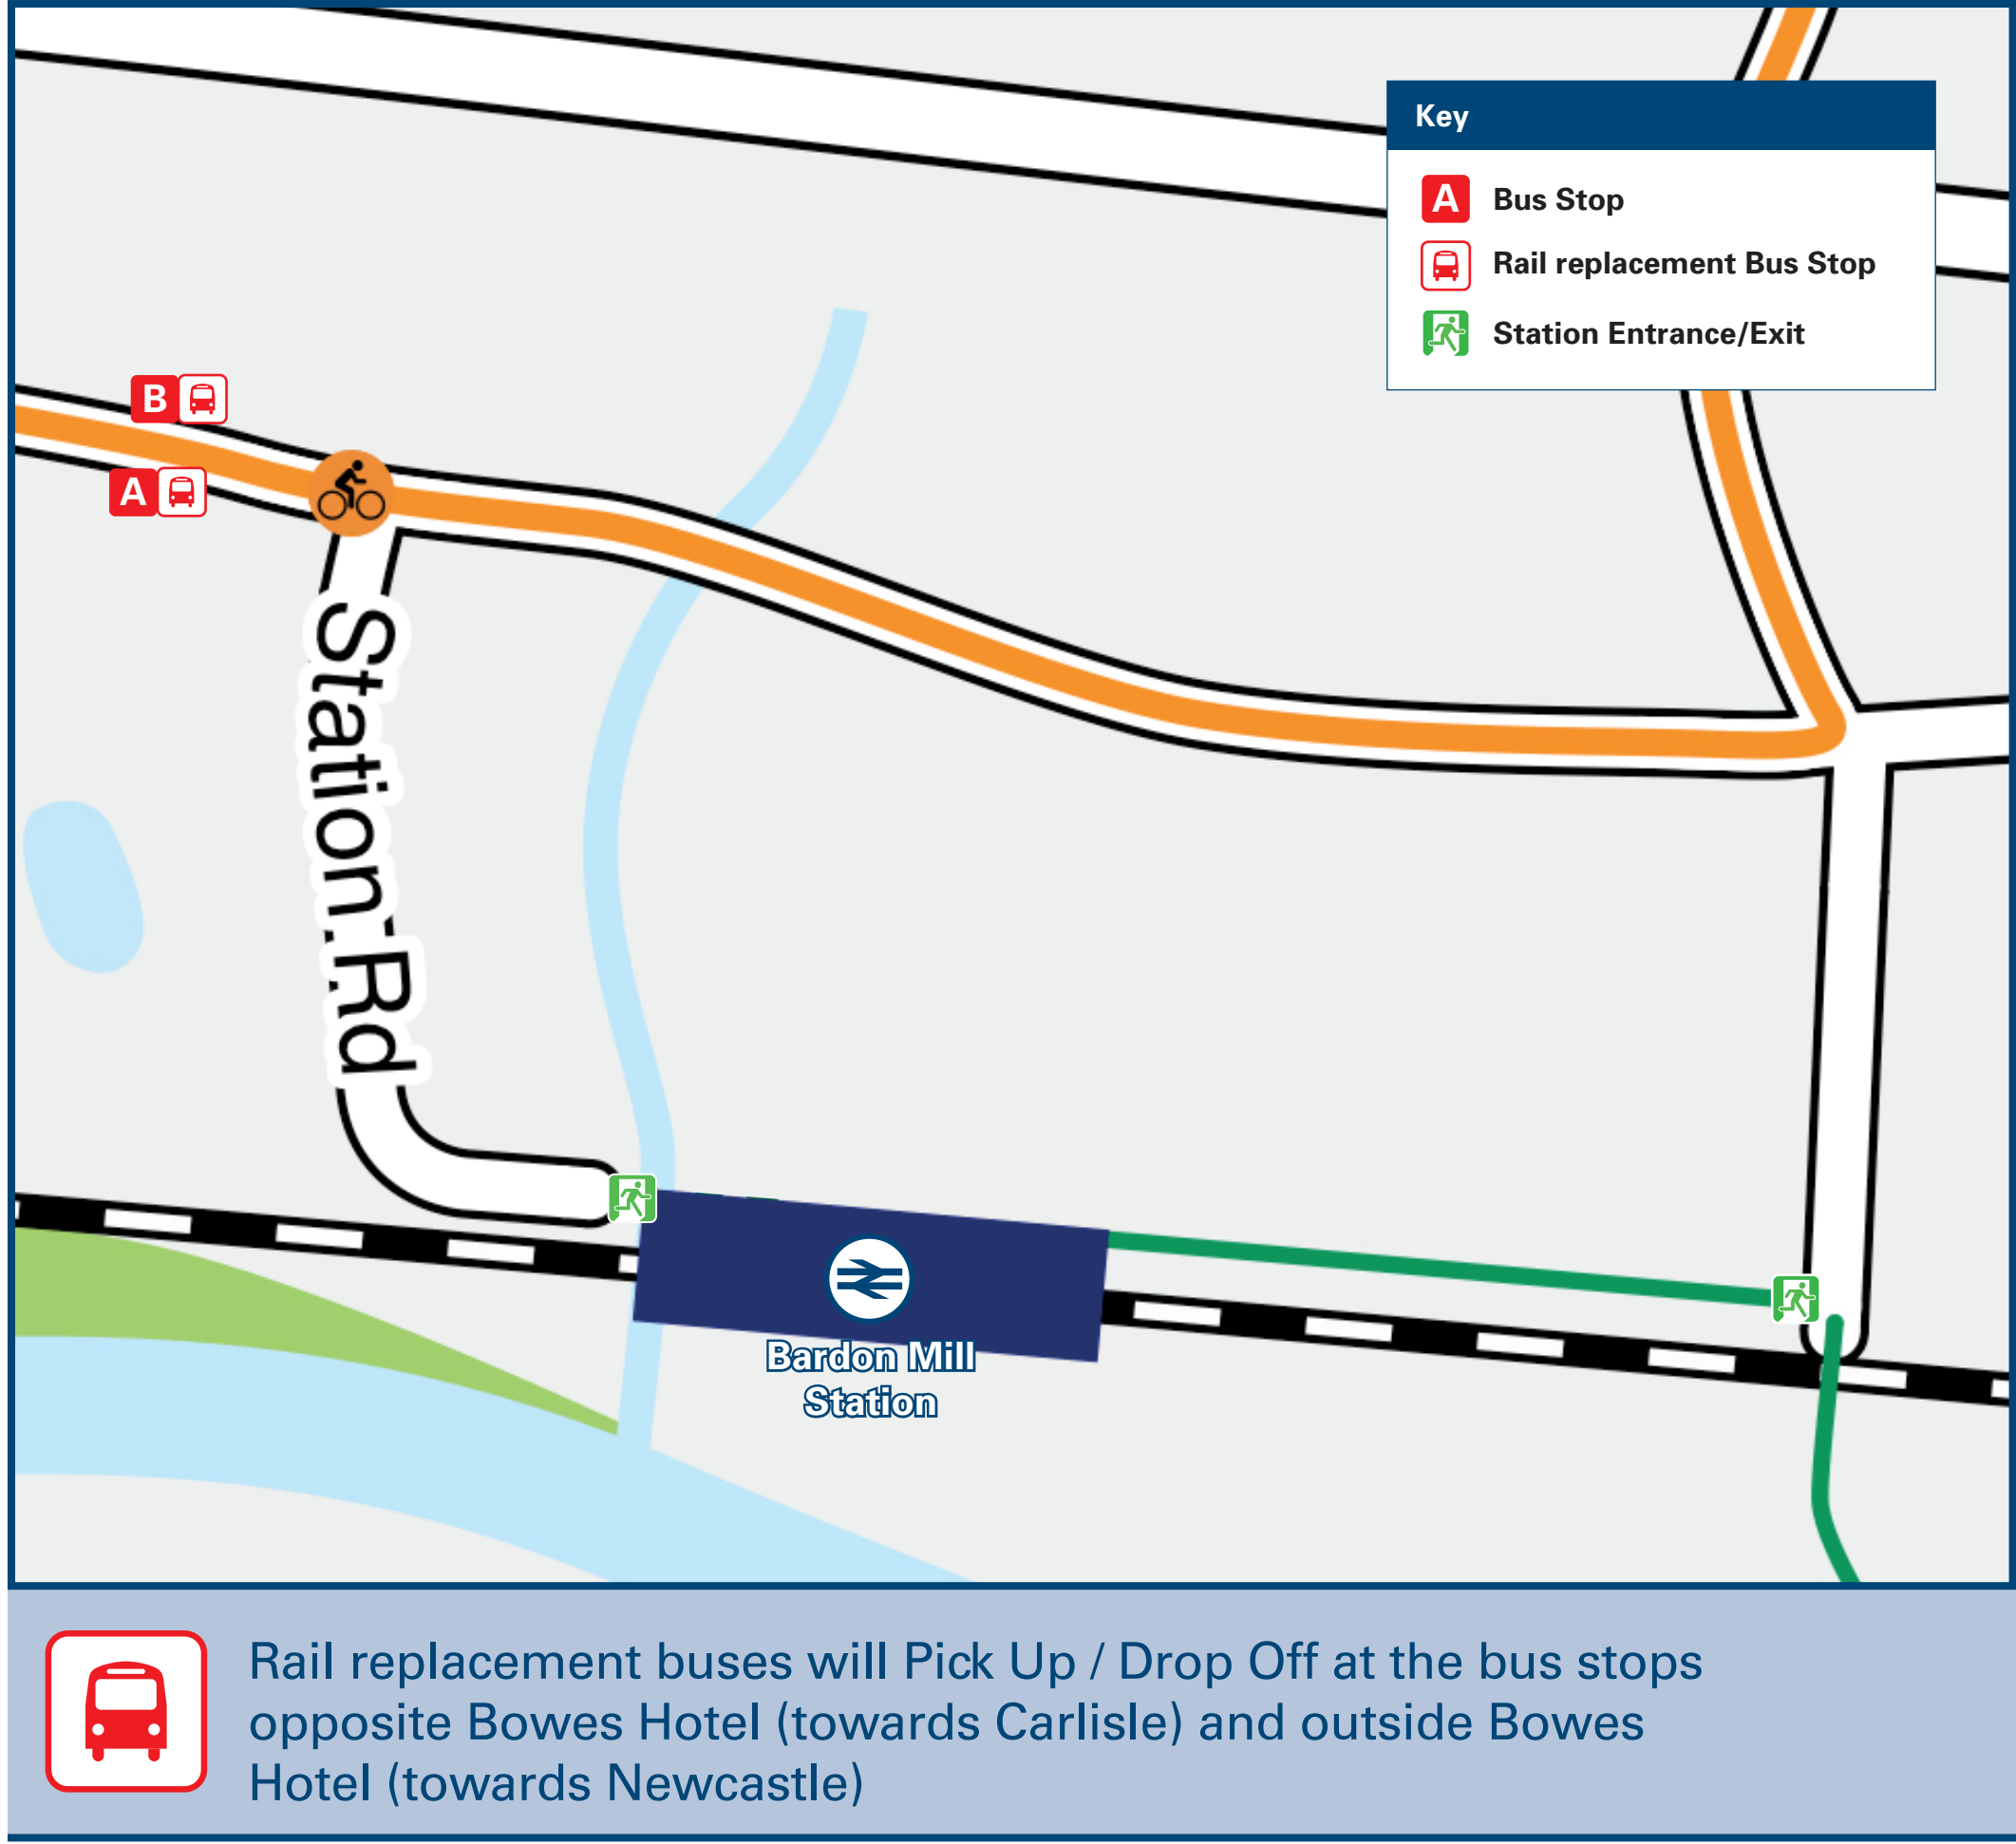 Key
A Bus Stop
Rail replacement Bus Stop
Station Entrance/Exit
B
A
Station Rd
Bardon Mill
Station
Rail replacement buses will Pick Up / Drop Off at the bus stops
opposite Bowes Hotel (towards Carlisle) and outside Bowes
Hotel (towards Newcastle)